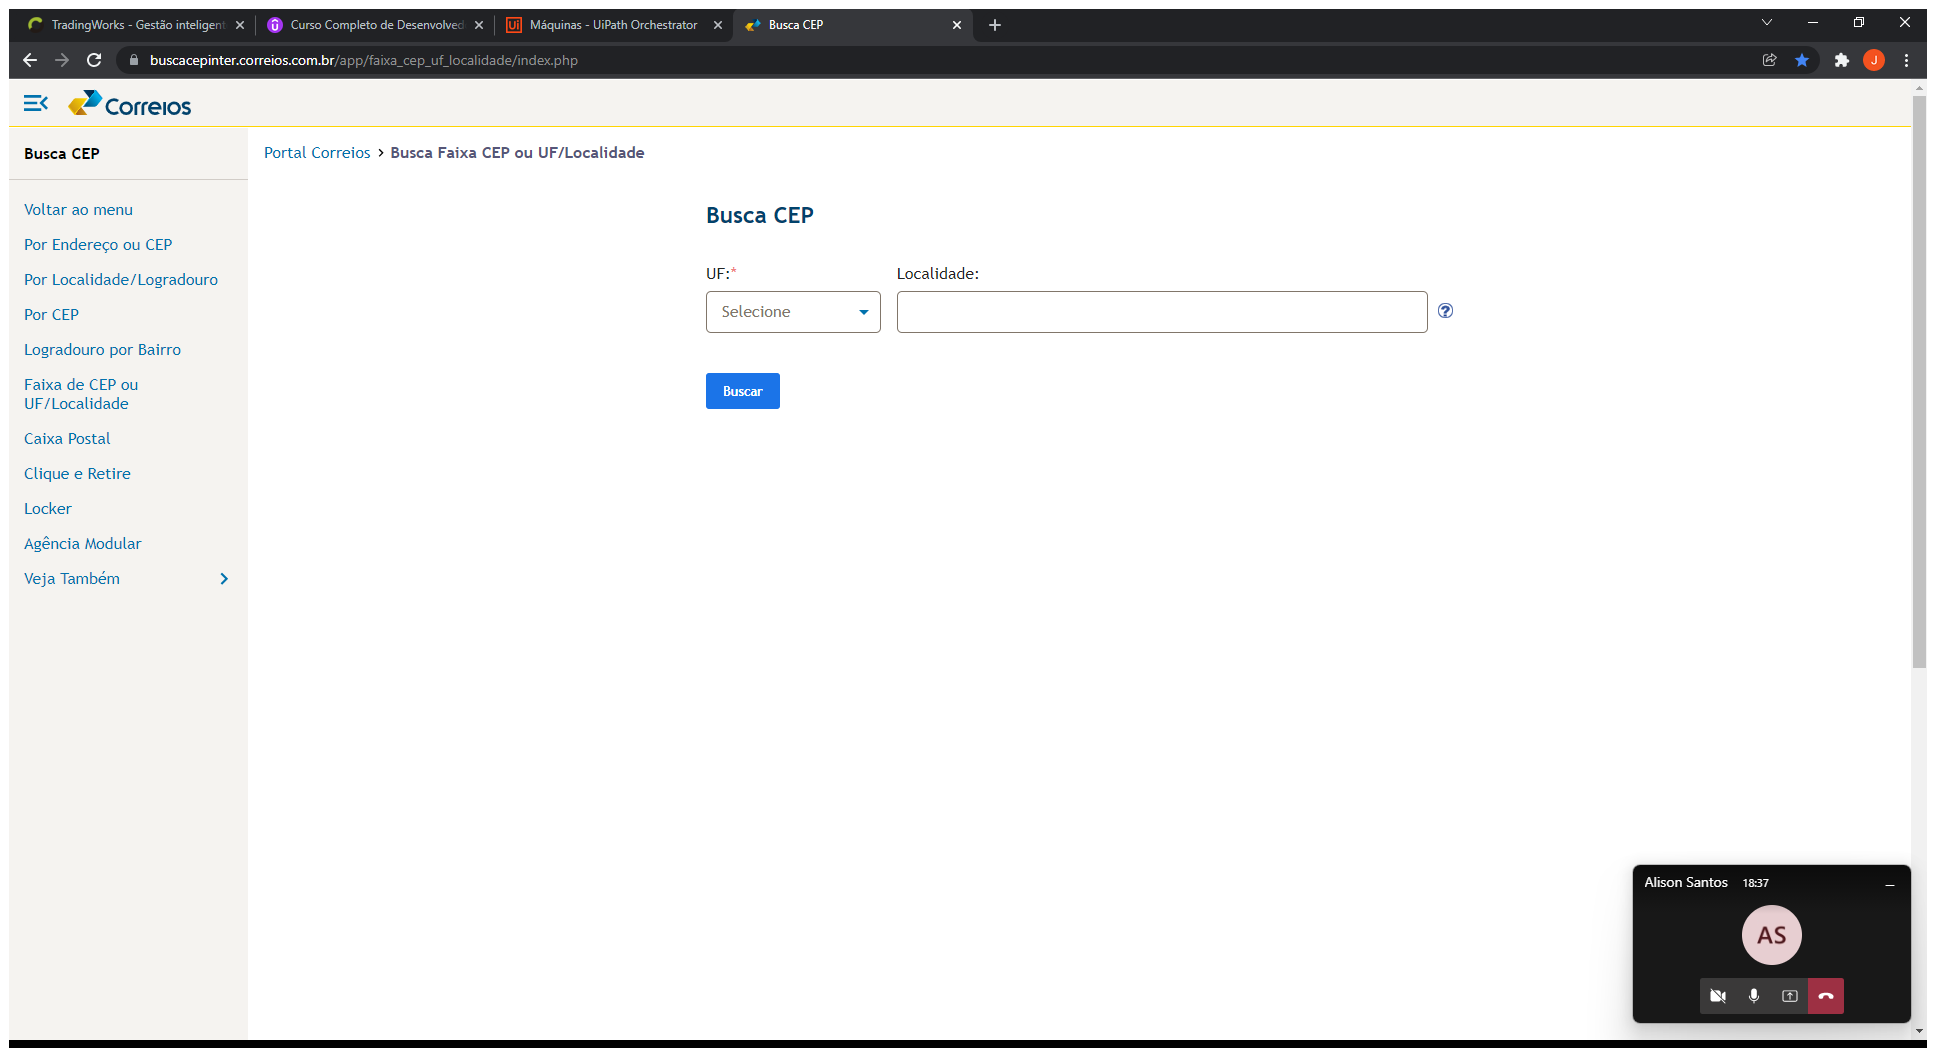 TradingWorks - Gestão inteligent
Curso Completo de Desenvolved
Máquinas - UiPath Orchestrator
Busca CEP
buscacepinter.correios.com.br/app/faixa_cep_uf_localidade/index.php
J
Correios
Busca CEP
Portal Correios > Busca Faixa CEP ou UF/Localidade
Voltar ao menu
Por Endereço ou CEP
Por Localidade/Logradouro
Por CEP
Logradouro por Bairro
Faixa de CEP ou
UF/Localidade
Caixa Postal
Clique e Retire
Locker
Agência Modular
Veja Também
Busca CEP
UF:* Localidade:
Selecione
Buscar
Alison Santos 18:37
AS